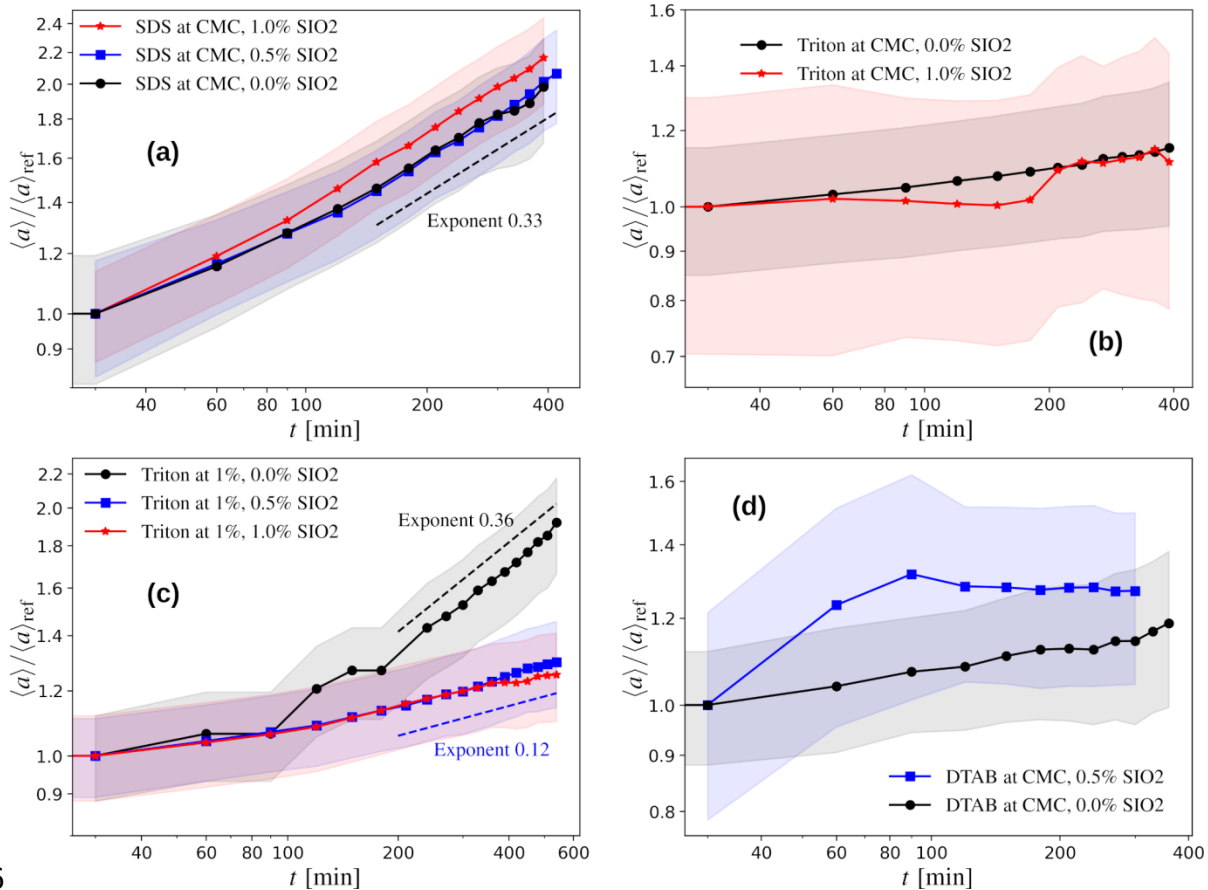 2.4
2.2
2.0
1.8
1.6
1.4
1.2
1.0
0.9
⟨a⟩/⟨a⟩ref
SDS at CMC, 1.0% SIO2
SDS at CMC, 0.5% SIO2
SDS at CMC, 0.0% SIO2
(a)
Exponent 0.33
40 60 80 100 200 400
t [min]
1.6
1.4
1.2
1.0
0.9
0.8
0.7
⟨a⟩/⟨a⟩ref
Triton at CMC, 0.0% SIO2
Triton at CMC, 1.0% SIO2
(b)
40 60 80 100 200 400
t [min]
2.2
2.0
1.8
1.6
1.4
1.2
1.0
0.9
⟨a⟩/⟨a⟩ref
Triton at 1%, 0.0% SIO2
Triton at 1%, 0.5% SIO2
Triton at 1%, 1.0% SIO2
Exponent 0.36
(c)
Exponent 0.12
40 60 80 100 200 400 600
t [min]
1.6
1.4
1.2
1.0
0.9
0.8
⟨a⟩/⟨a⟩ref
(d)
DTAB at CMC, 0.5% SIO2
DTAB at CMC, 0.0% SIO2
40 60 80 100 200 400
t [min]